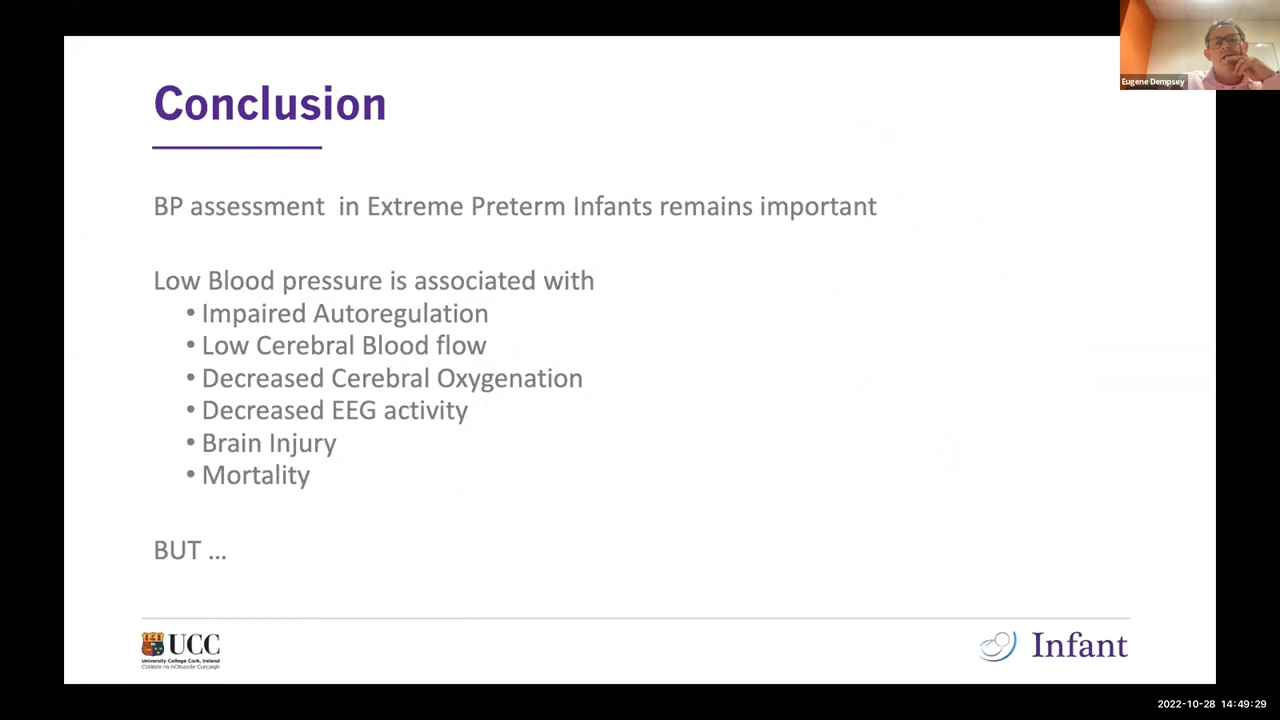 Eugene Dempsey
Conclusion
BP assessment in Extreme Preterm Infants remains important
Low Blood pressure is associated with
• Impaired Autoregulation
• Low Cerebral Blood flow
• Decreased Cerebral Oxygenation
• Decreased EEG activity
• Brain Injury
• Mortality
BUT ...
UCC
University College Cork, Ireland
Coláiste na hOllscoile Corcaigh
Infant
2022-10-28 14:49:29